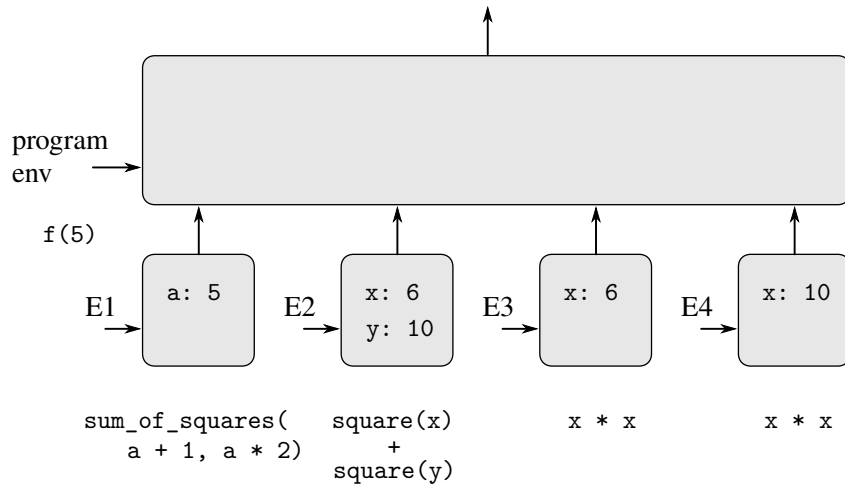 program
env
f(5)
E1
a: 5
E2
x: 6
y: 10
E3
x: 6
E4
x: 10
sum_of_squares(
a + 1, a * 2)
square(x)
+
square(y)
x * x
x * x